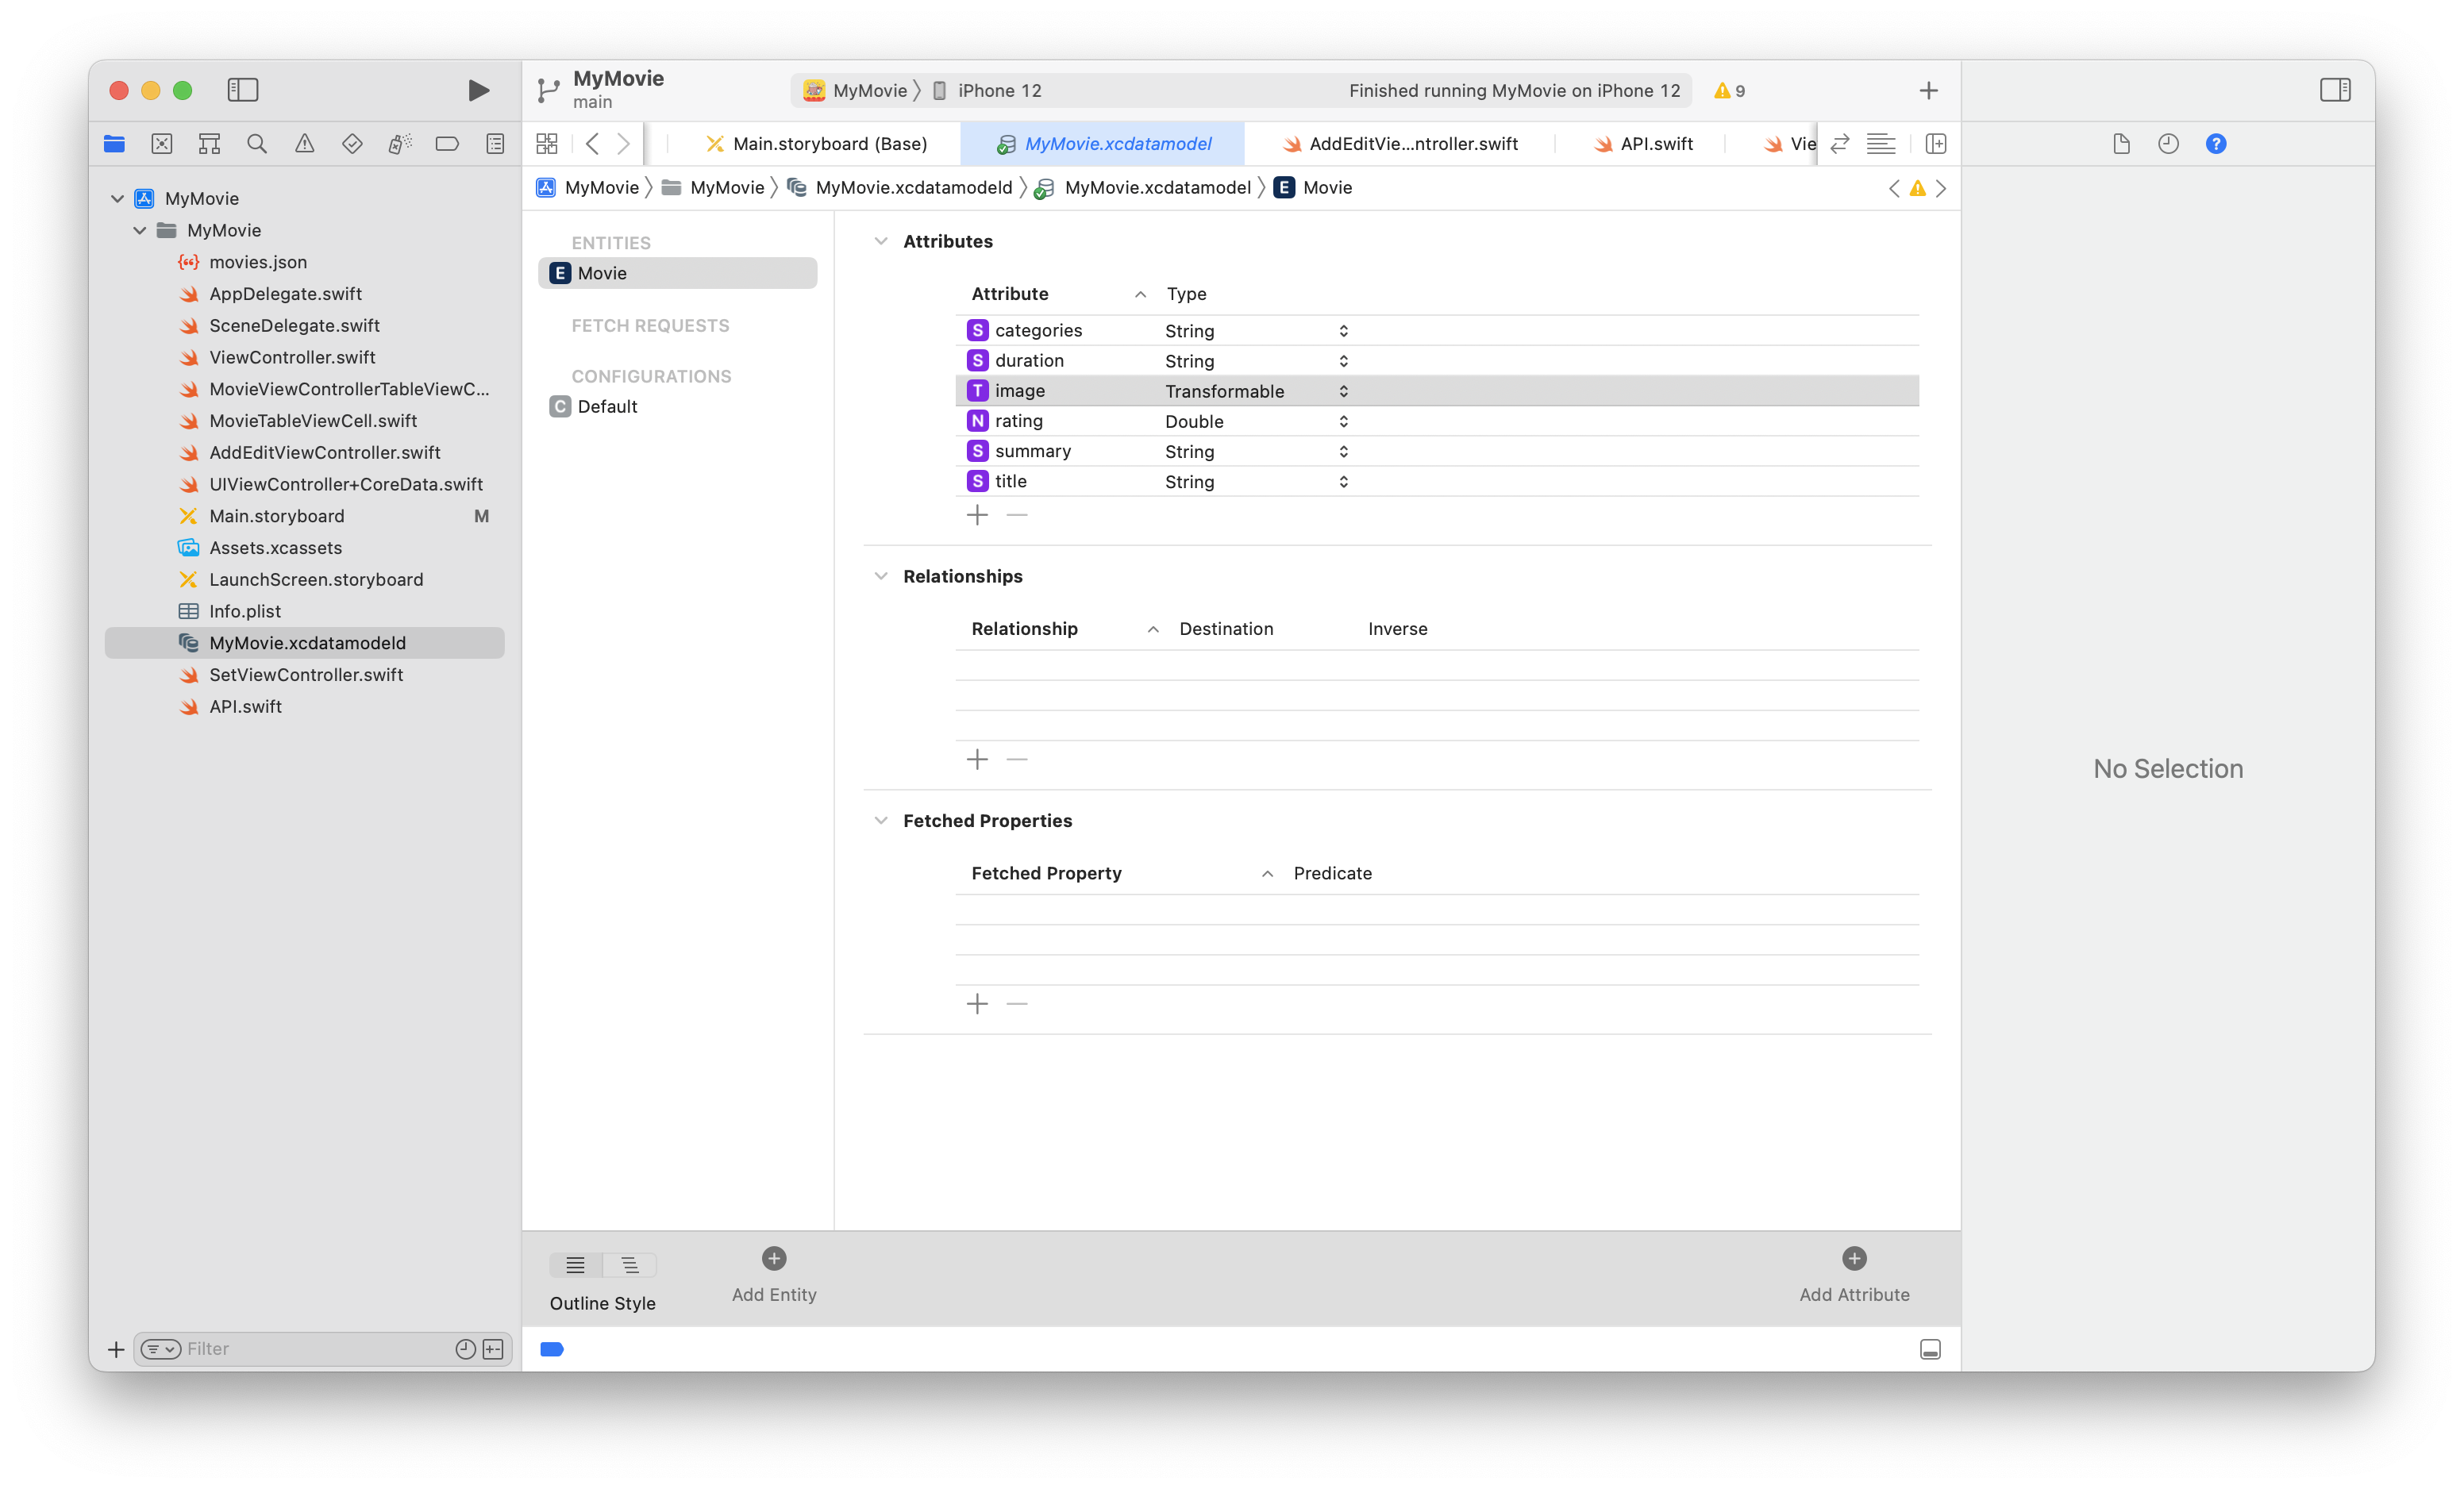 MyMovie
main
MyMovie
iPhone 12
Finished running MyMovie on iPhone 12
9
Main.storyboard (Base)
MyMovie.xcdatamodel
AddEditVie...ntroller.swift
API.swift
Vie
MyMovie
MyMovie
MyMovie.xcdatamodeld
MyMovie.xcdatamodel
E Movie
MyMovie
MyMovie
movies.json
AppDelegate.swift
SceneDelegate.swift
ViewController.swift
MovieViewControllerTableViewC...
MovieTableViewCell.swift
AddEditViewController.swift
UIViewController+CoreData.swift
Main.storyboard M
Assets.xcassets
LaunchScreen.storyboard
Info.plist
MyMovie.xcdatamodeld
SetViewController.swift
API.swift
Filter
ENTITIES
E Movie
FETCH REQUESTS
CONFIGURATIONS
C Default
Attributes
Attribute Type
S categories String
S duration String
T image Transformable
N rating Double
S summary String
S title String
Relationships
Relationship Destination Inverse
Fetched Properties
Fetched Property Predicate
Outline Style
Add Entity
Add Attribute
No Selection